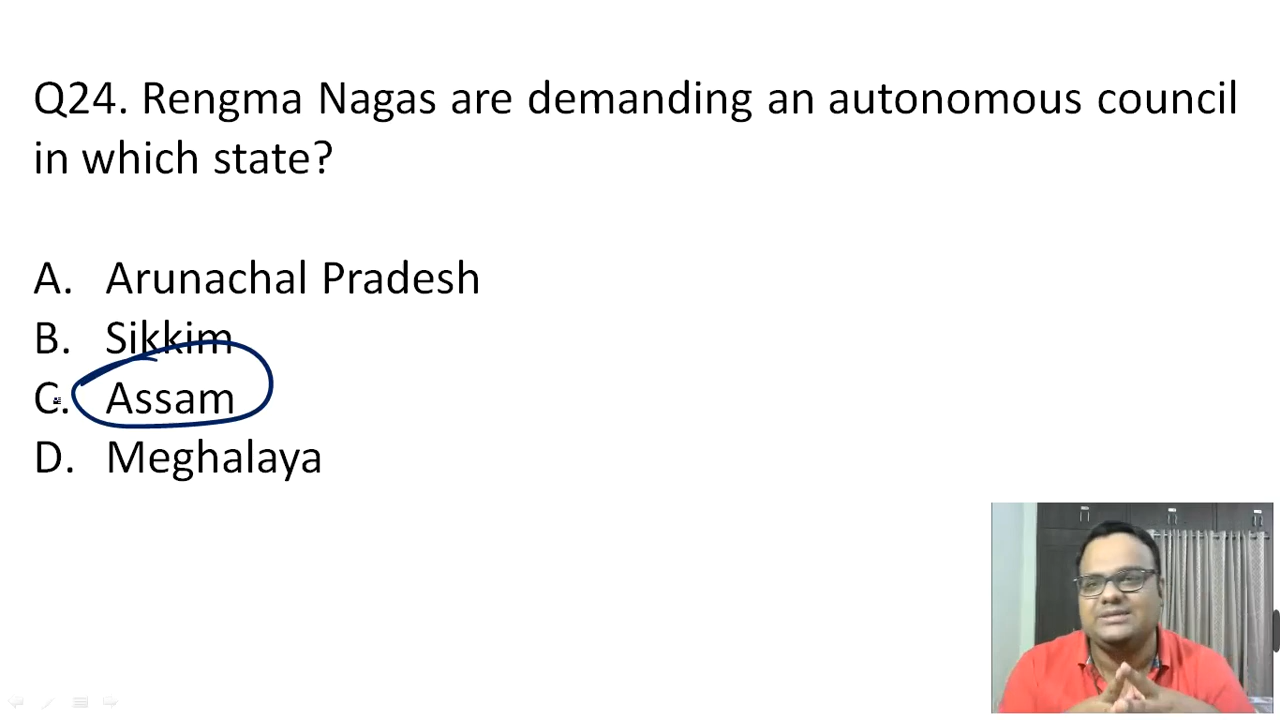 Q24. Rengma Nagas are demanding an autonomous council
in which state?
A. Arunachal Pradesh
B. Sikkim
C. Assam
D. Meghalaya